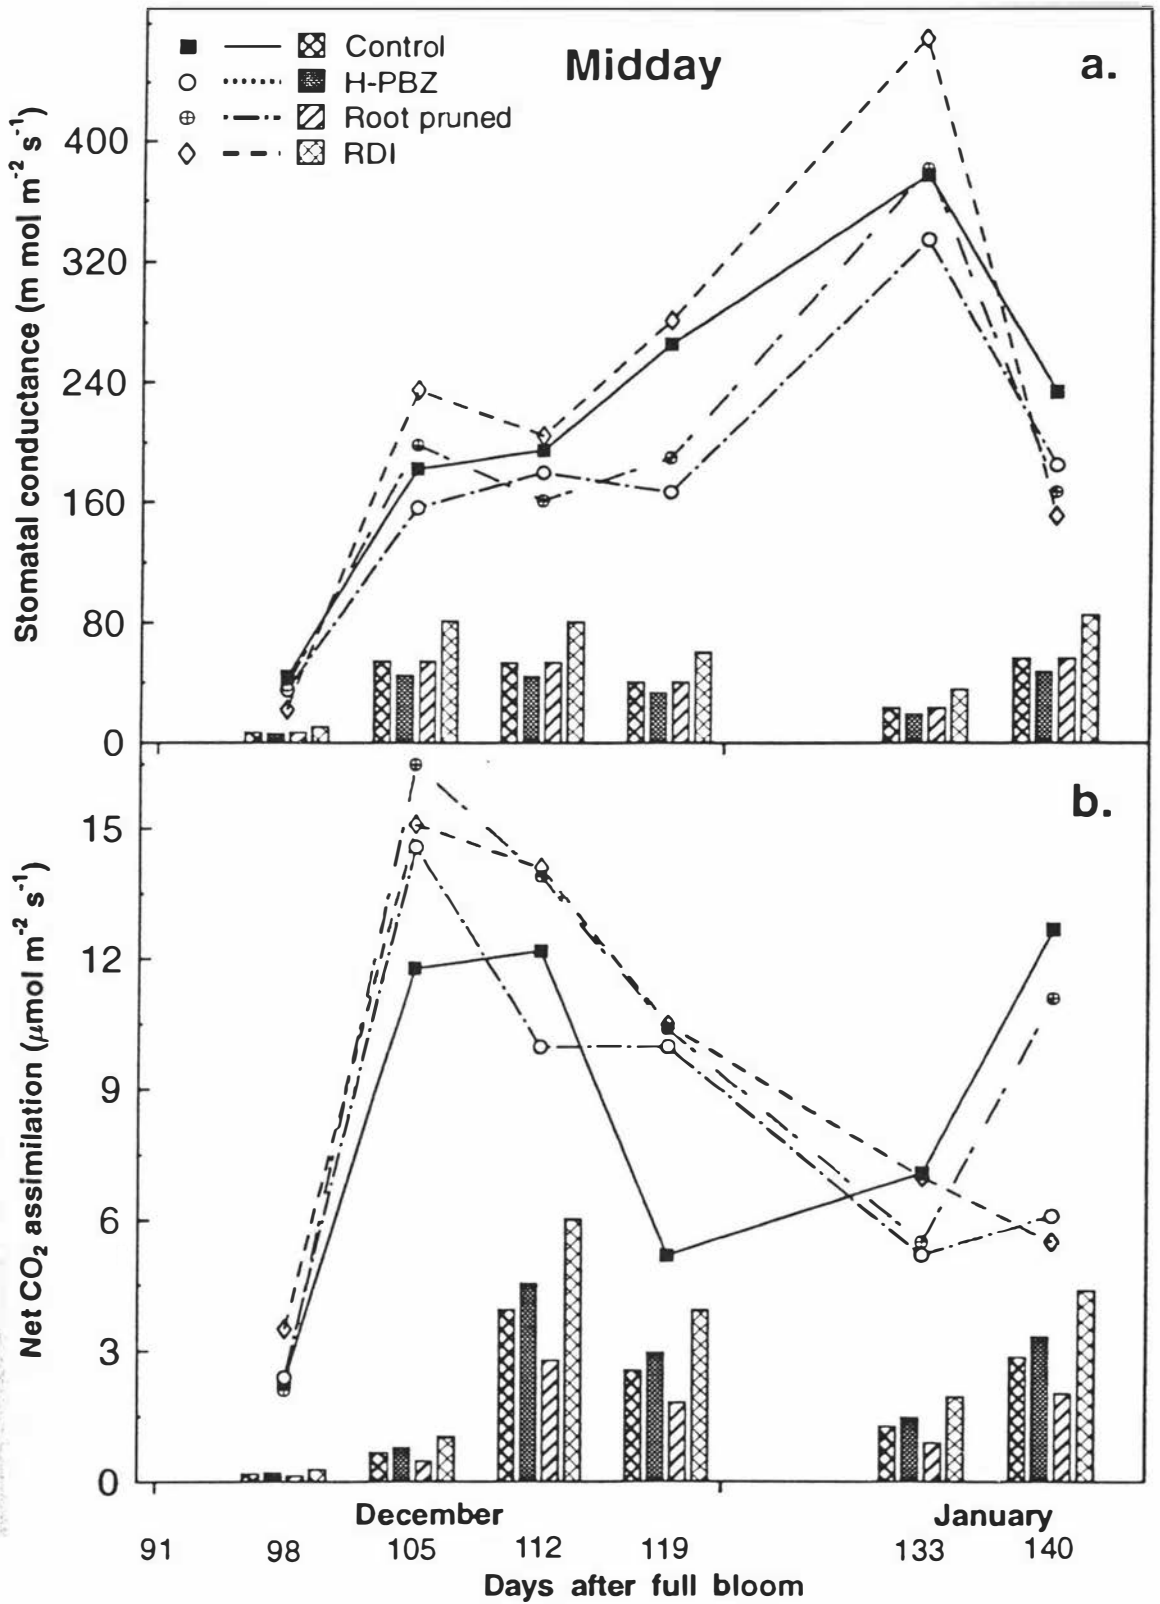 Control
H-PBZ
Root pruned
RDI
Midday
a.
Stomatal conductance (m mol m⁻² s⁻¹)
400
320
240
160
80
0
b.
Net CO₂ assimilation (μmol m⁻² s⁻¹)
15
12
9
6
3
0
December January
91 98 105 112 119 133 140
Days after full bloom